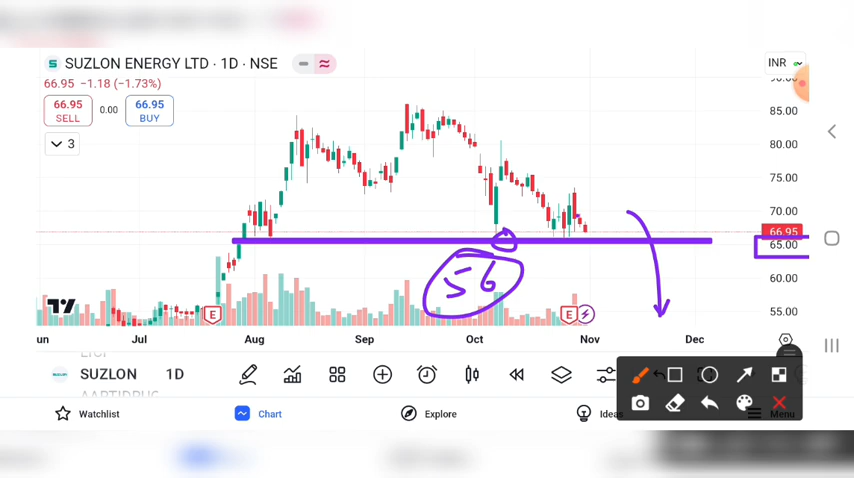 SUZLON ENERGY LTD · 1D · NSE
INR
66.95 −1.18 (−1.73%)
66.95
SELL
0.00
66.95
BUY
3
85.00
80.00
75.00
70.00
66.95
65.00
60.00
55.00
56
E
E
un
Jul
Aug
Sep
Oct
Nov
Dec
SUZLON
SUZLON
1D
Watchlist
Chart
Explore
Ideas
Menu